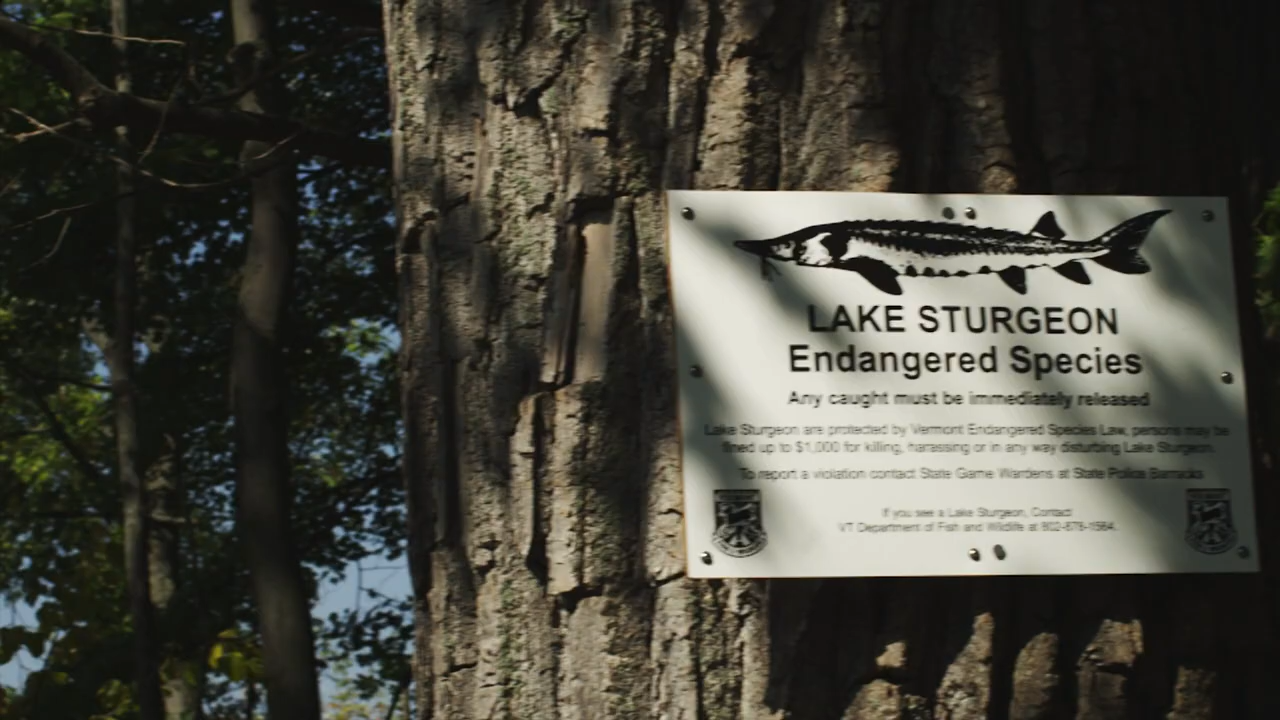 LAKE STURGEON
Endangered Species
Any caught must be immediately released
Lake Sturgeon are protected by Vermont Endangered Species Law, persons may be
fined up to $1,000 for killing, harassing or in any way disturbing Lake Sturgeon.
To report a violation contact State Game Wardens at State Police Barracks
If you see a Lake Sturgeon, Contact
VT Department of Fish and Wildlife at 802-878-1564.